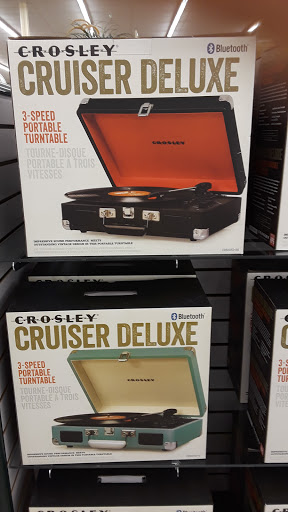 CROSLEY
Bluetooth
CRUISER DELUXE
3-SPEED
PORTABLE
TURNTABLE
TOURNE-DISQUE
PORTABLE A TROIS
VITESSES
CROSLEY
CROSLEY
Bluetooth
CRUISER DELUXE
3-SPEED
PORTABLE
TURNTABLE
TOURNE-DISQUE
PORTABLE A TROIS
VITESSES
CROSLEY